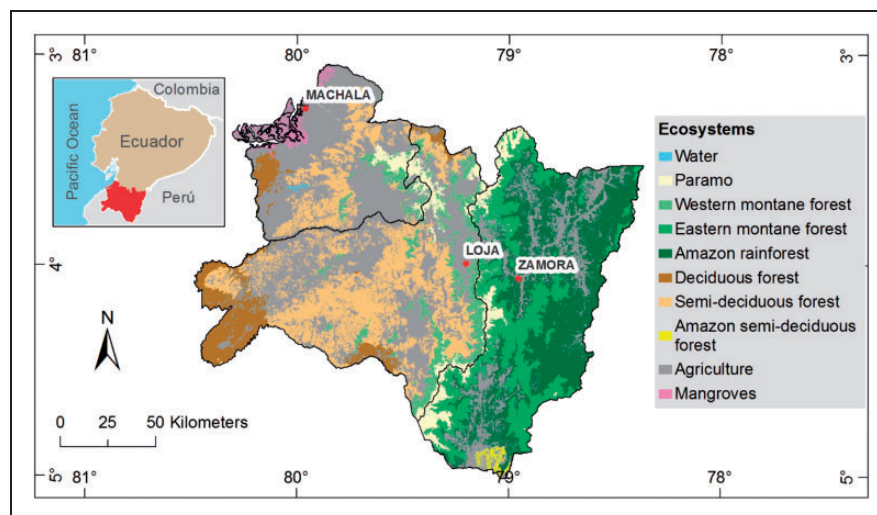 81°
80°
79°
78°
3°
3°
Colombia
Pacific Ocean
Ecuador
Perú
MACHALA
Ecosystems
Water
Paramo
Western montane forest
Eastern montane forest
Amazon rainforest
Deciduous forest
Semi-deciduous forest
Amazon semi-deciduous
forest
Agriculture
Mangroves
LOJA
ZAMORA
4°
4°
N
0 25 50 Kilometers
5°
5°
81°
80°
79°
78°